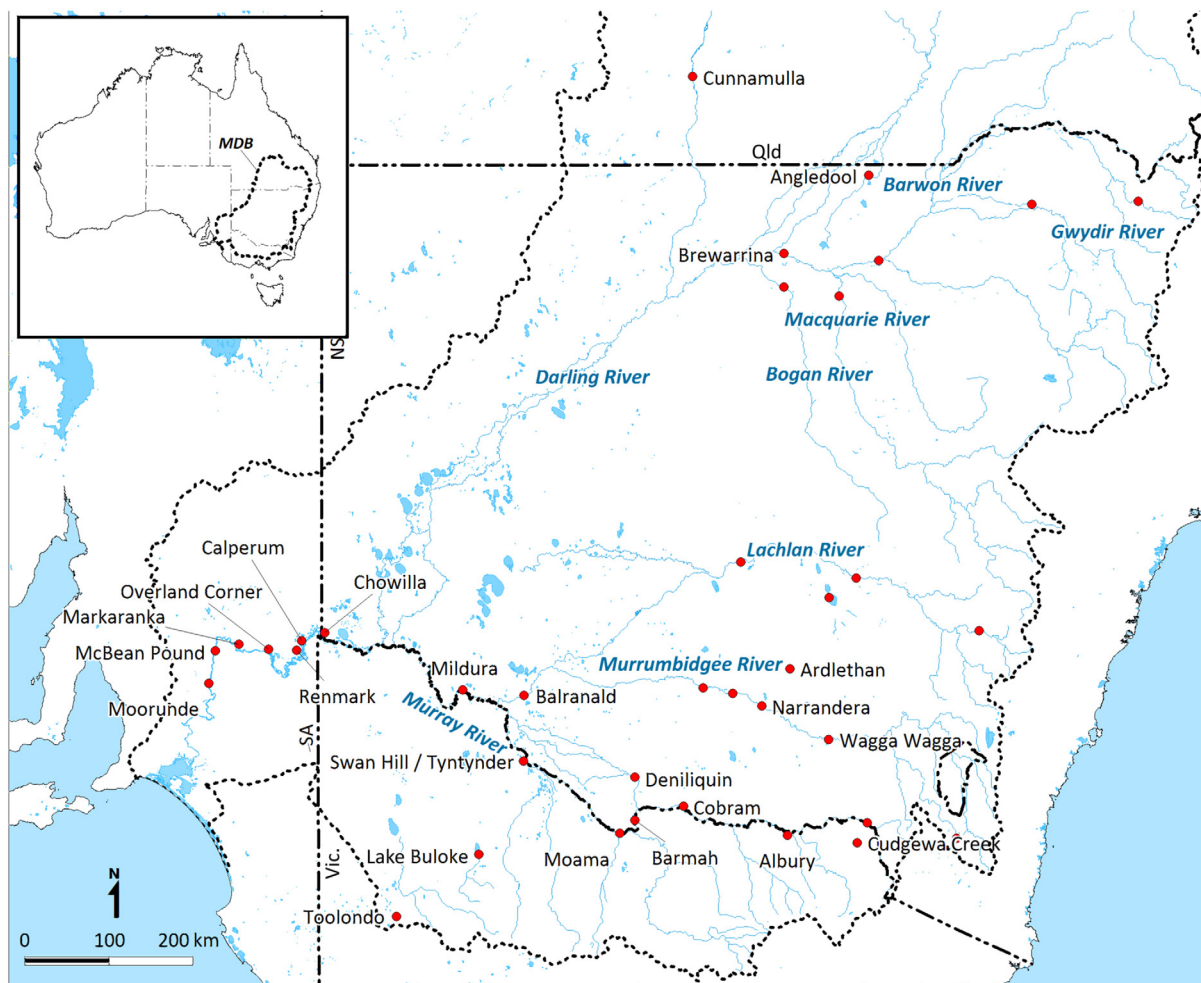 MDB
Cunnamulla
Qld
Angledool
Barwon River
Gwydir River
Brewarrina
Macquarie River
NS
Darling River
Bogan River
Calperum
Lachlan River
Overland Corner
Chowilla
Markaranka
McBean Pound
Murrumbidgee River
Ardlethan
Mildura
Renmark
Balranald
Moorunde
Narrandera
Murray River
SA
Wagga Wagga
Swan Hill / Tyntynder
Deniliquin
Cobram
Vic.
Lake Buloke
Moama
Barmah
Albury
Cudgewa Creek
N
Toolondo
0 100 200 km